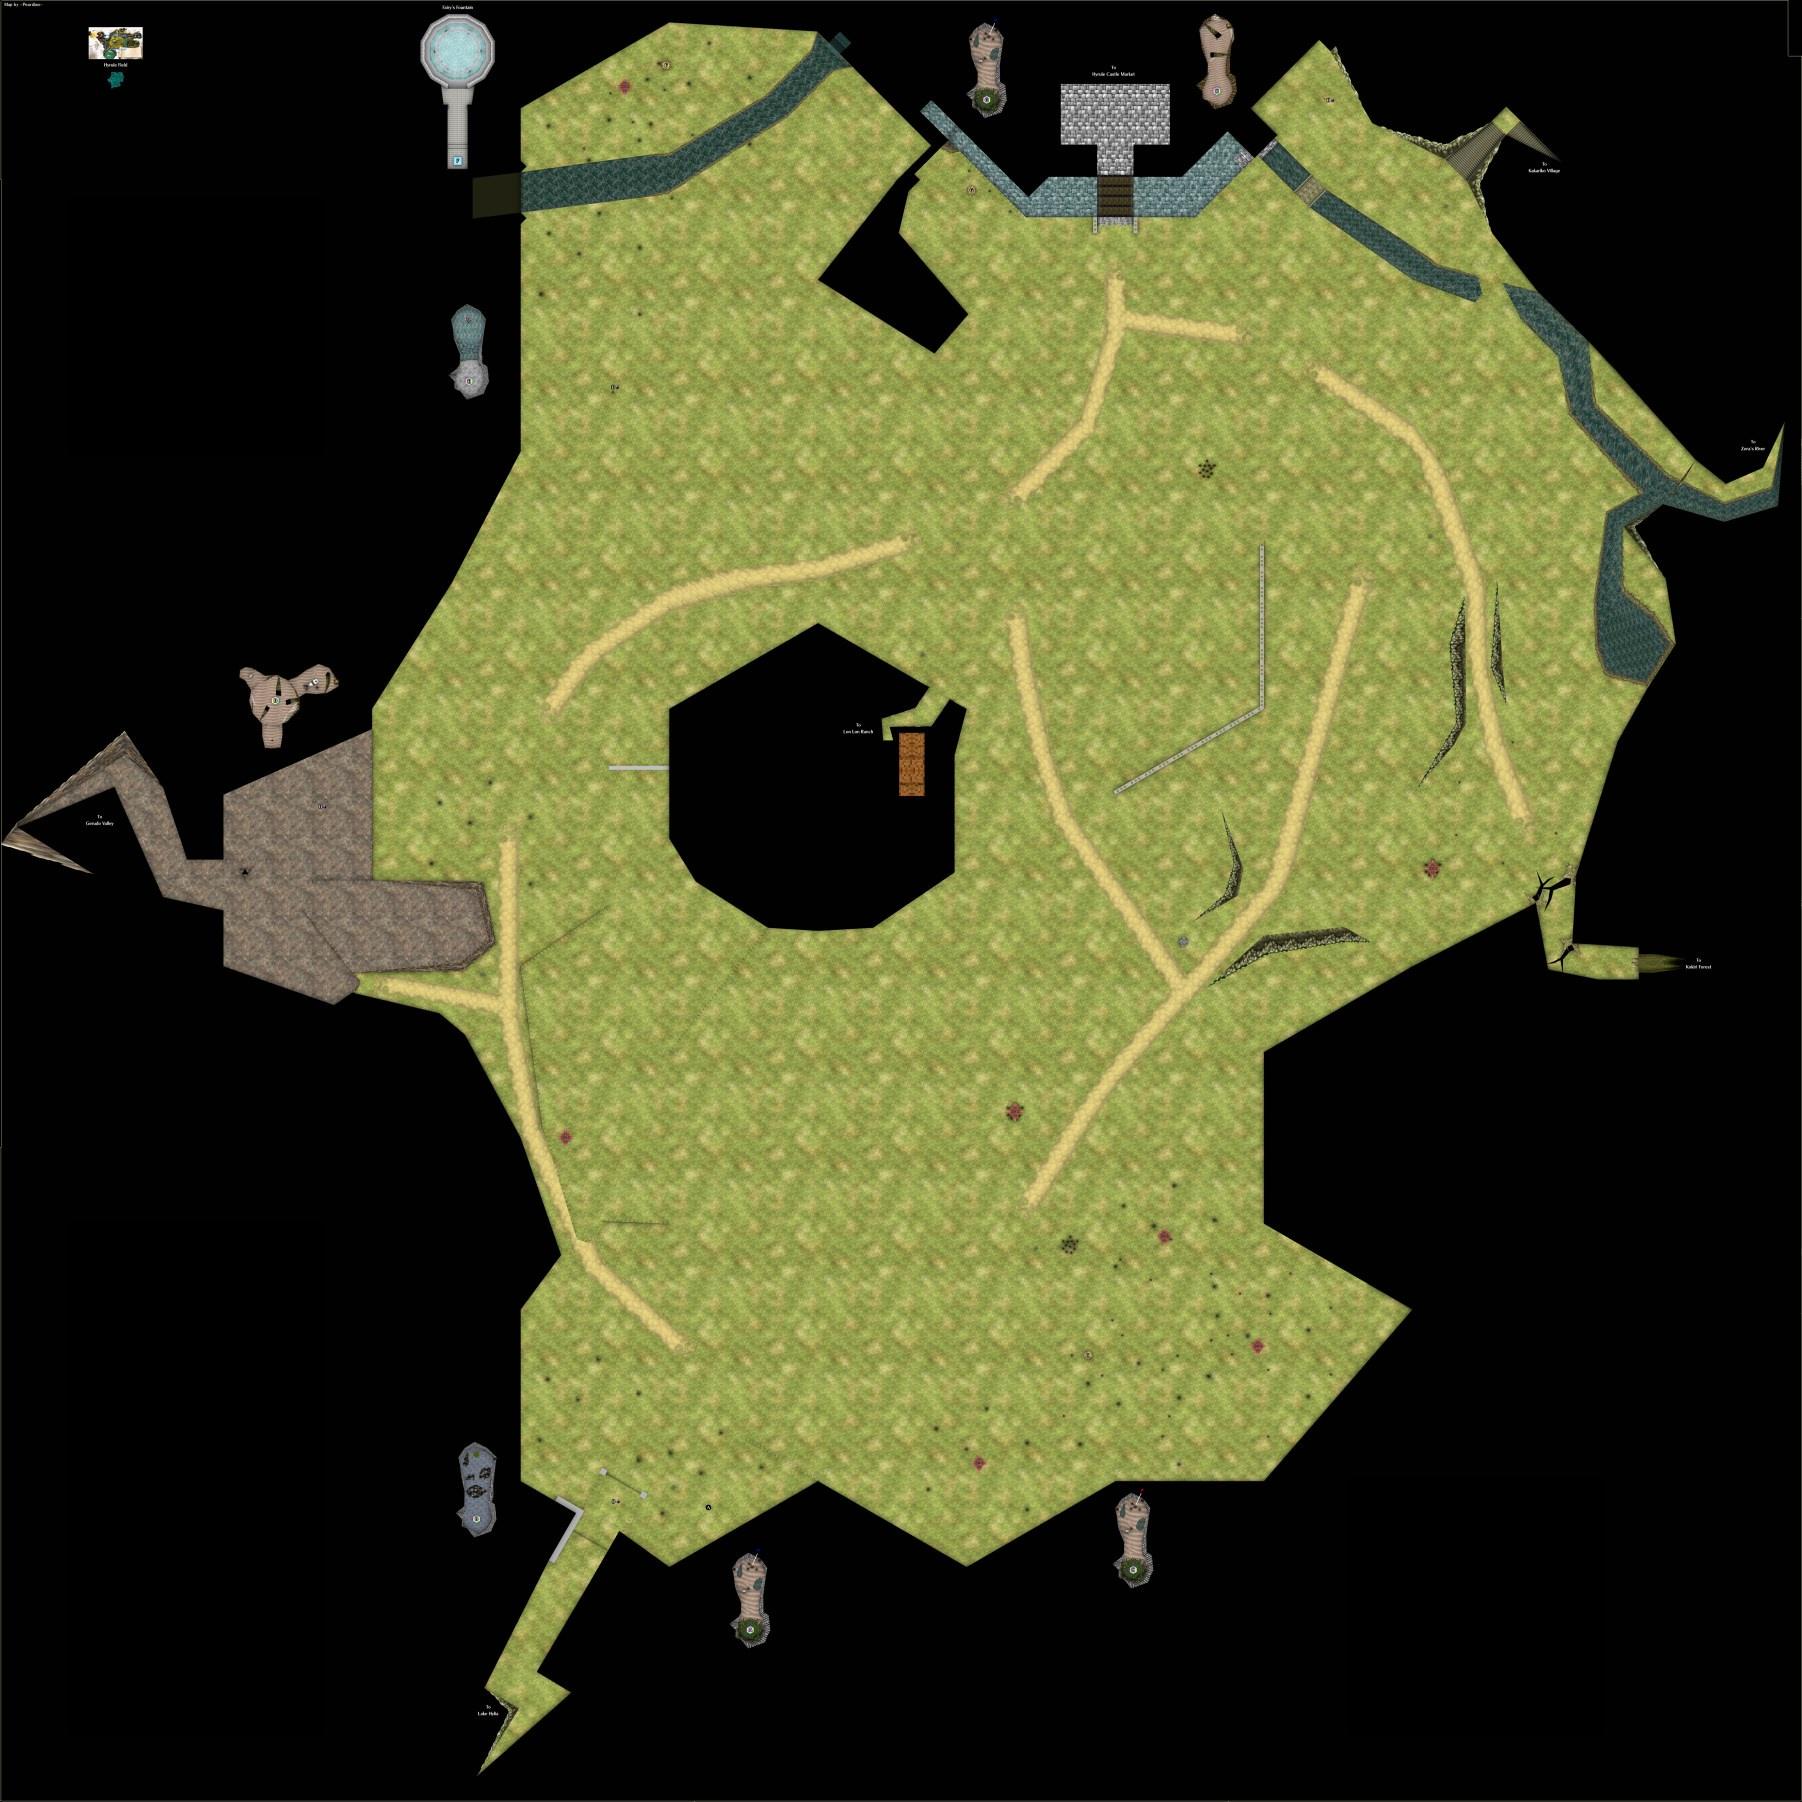 Map by ~Peardian~
Fairy's Fountain
Hyrule Field
To
Hyrule Castle Market
To
Kakariko Village
To
Zora's River
To
Lon Lon Ranch
To
Gerudo Valley
To
Kokiri Forest
To
Lake Hylia